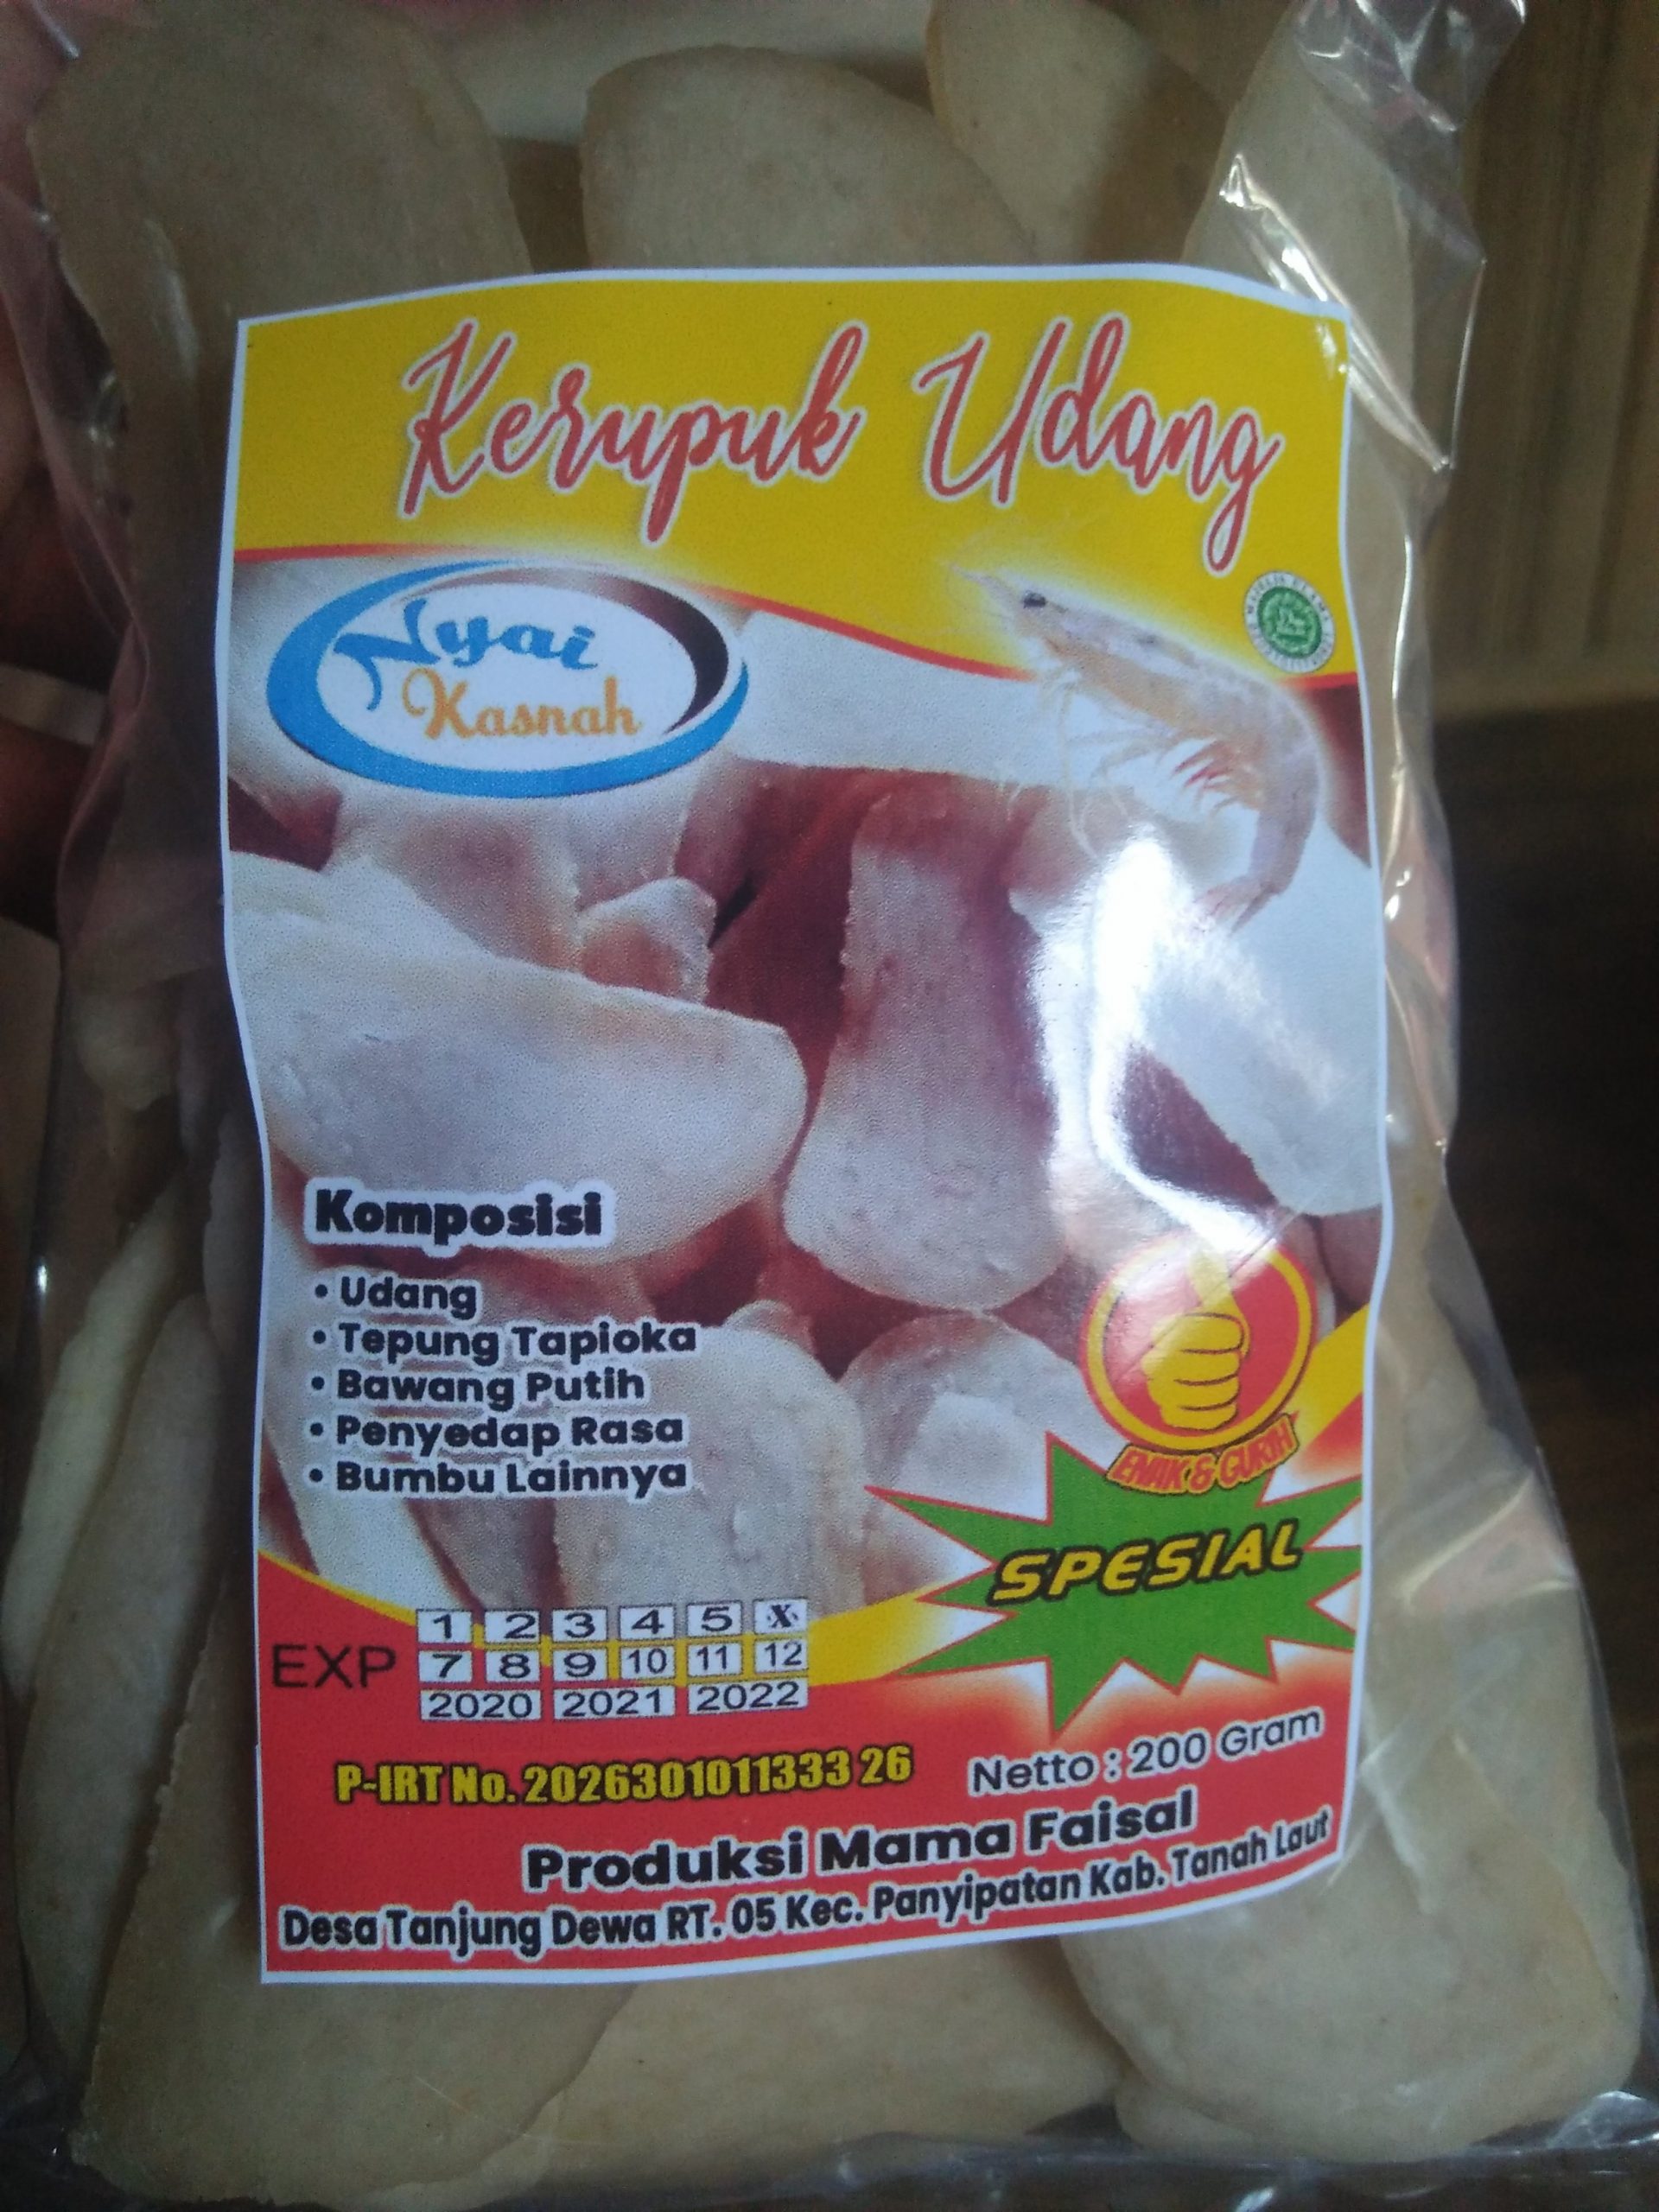 Kerupuk Udang
Nyai
Kasnah
Komposisi
• Udang
• Tepung Tapioka
• Bawang Putih
• Penyedap Rasa
• Bumbu Lainnya
ENAK & GURIH
SPESIAL
EXP
1 2 3 4 5 X
7 8 9 10 11 12
2020 2021 2022
P-IRT No. 2026301011333 26
Netto : 200 Gram
Produksi Mama Faisal
Desa Tanjung Dewa RT. 05 Kec. Panyipatan Kab. Tanah Laut